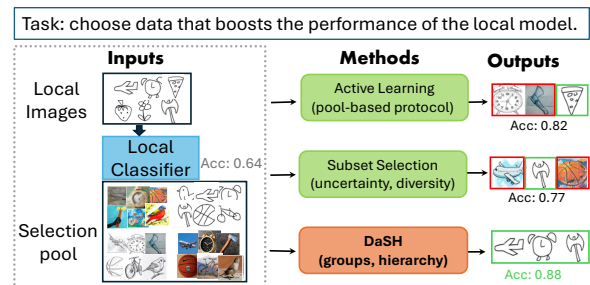 Task: choose data that boosts the performance of the local model.
Inputs
Methods
Outputs
Local
Images
Local
Classifier
Acc: 0.64
Selection
pool
Active Learning
(pool-based protocol)
Acc: 0.82
Subset Selection
(uncertainty, diversity)
Acc: 0.77
DaSH
(groups, hierarchy)
Acc: 0.88